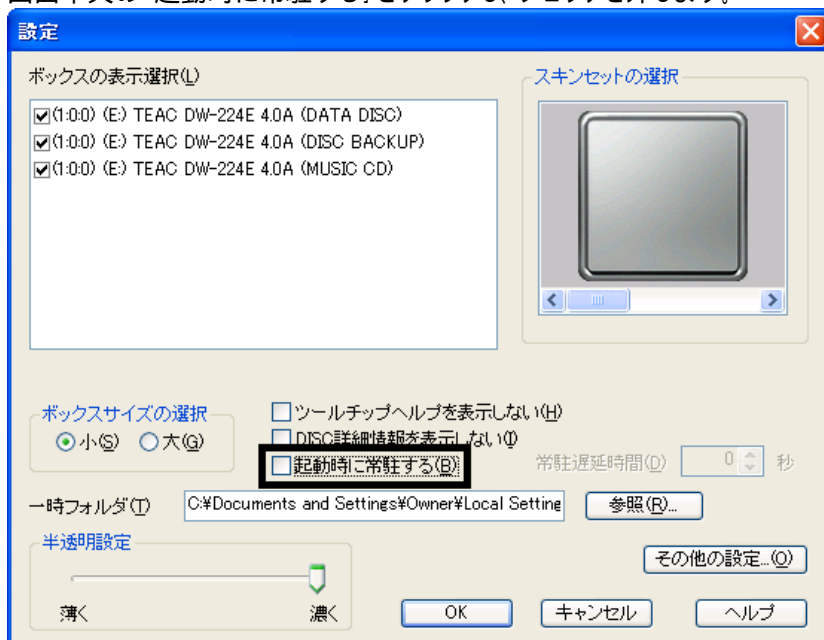 設定
ボックスの表示選択(L)
スキンセットの選択
(1:0:0) (E:) TEAC DW-224E 4.0A (DATA DISC)
(1:0:0) (E:) TEAC DW-224E 4.0A (DISC BACKUP)
(1:0:0) (E:) TEAC DW-224E 4.0A (MUSIC CD)
ボックスサイズの選択
小(S) 大(G)
ツールチップヘルプを表示しない(H)
DISC詳細情報を表示しない(I)
起動時に常駐する(B)
常駐遅延時間(D) 0 秒
一時フォルダ(T) C:¥Documents and Settings¥Owner¥Local Setting 参照(R)...
半透明設定
薄く 濃く
その他の設定...(O)
OK キャンセル ヘルプ